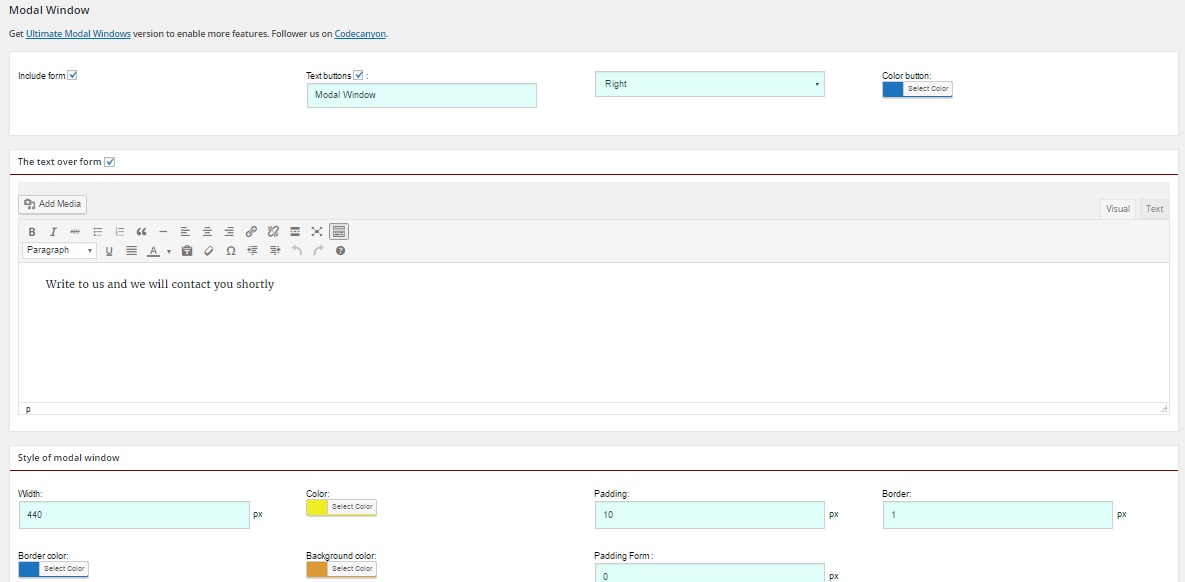 Modal Window
Get Ultimate Modal Windows version to enable more features. Follower us on Codecanyon.
Include form
Text buttons :
Modal Window
Right
Color button:
Select Color
The text over form
Add Media
Visual Text
B I ABC
Paragraph U A Ω
Write to us and we will contact you shortly
p
Style of modal window
Width: Color: Padding: Border:
440 px Select Color 10 px 1 px
Border color: Background color: Padding Form :
Select Color Select Color 0 px